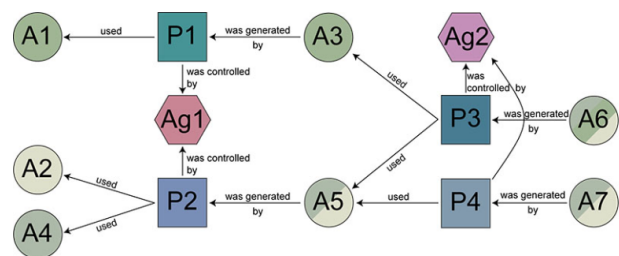 A1
used
P1
was generated
by
A3
Ag2
was controlled
by
used
was
controlled by
Ag1
P3
was generated
by
A6
A2
used
was controlled
by
used
A4
used
P2
was generated
by
A5
used
P4
was generated
by
A7